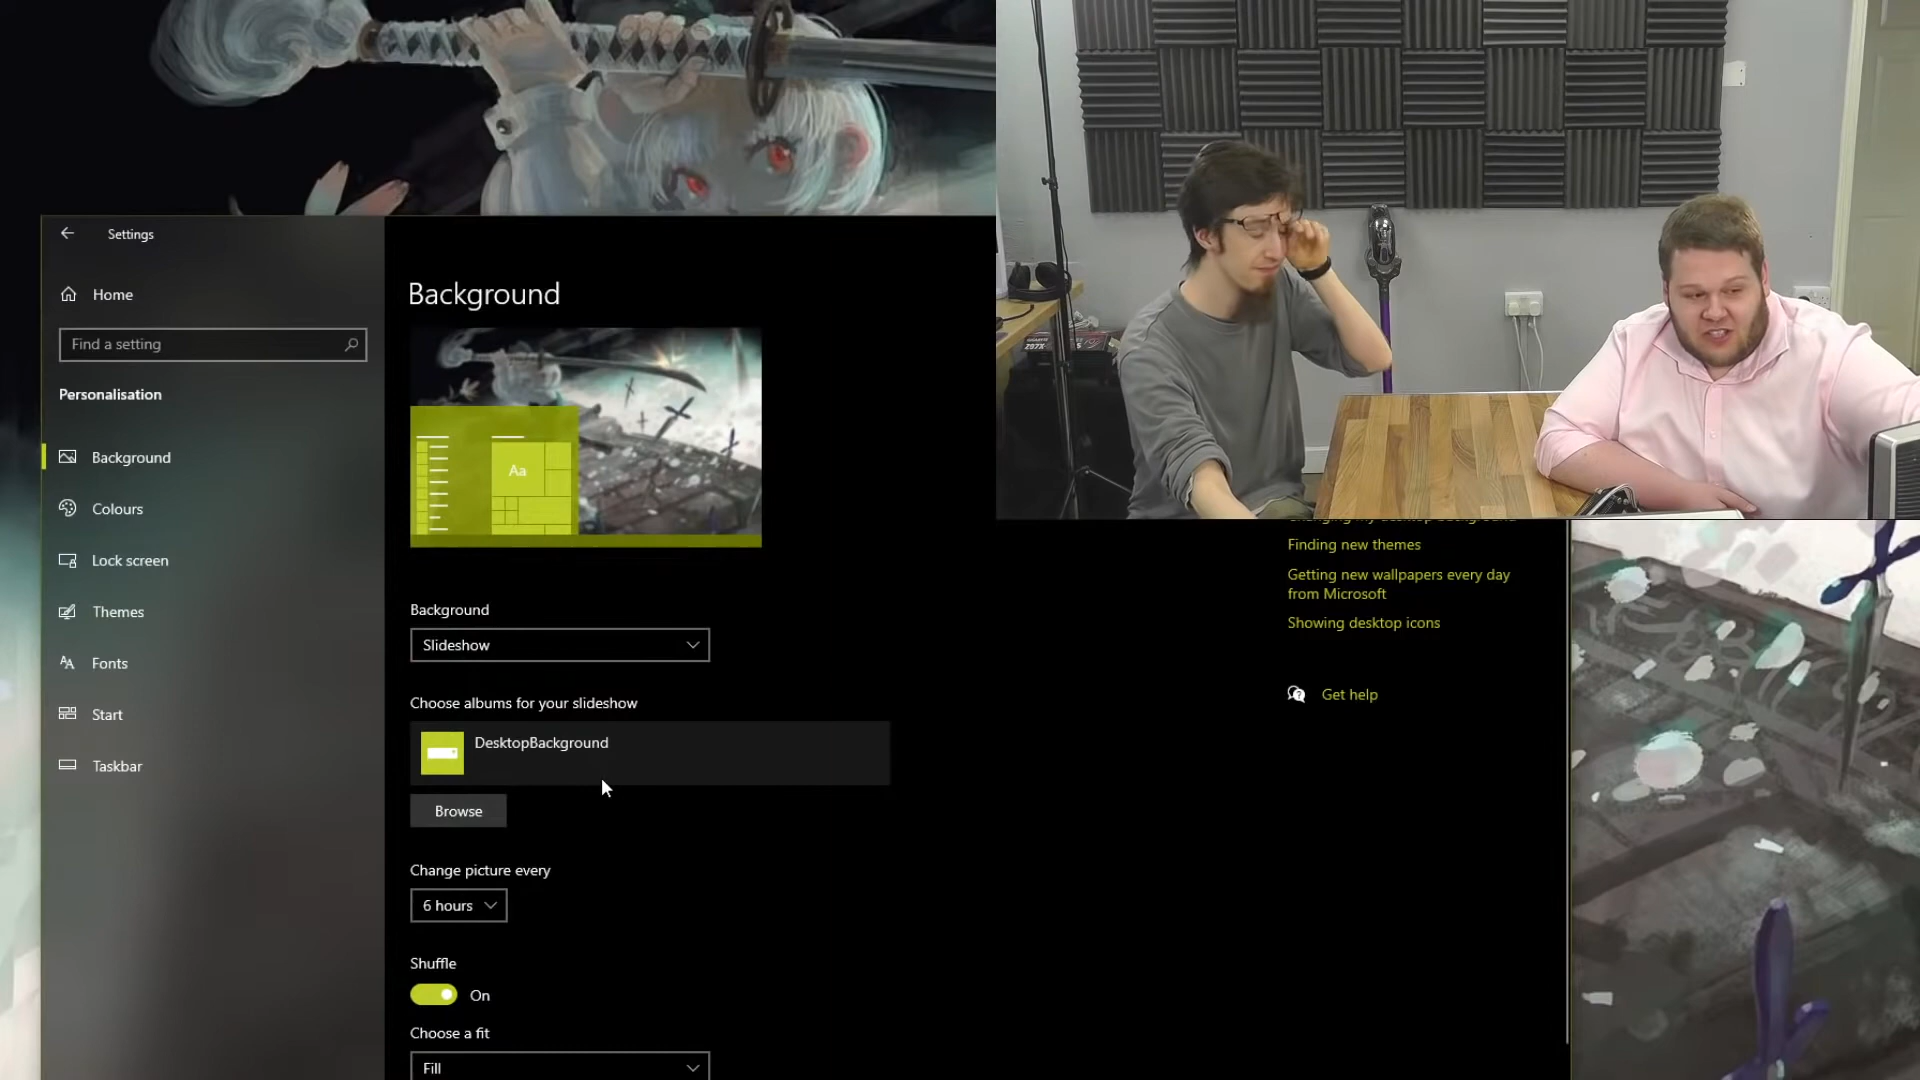 Settings
Home
Find a setting
Personalisation
Background
Colours
Lock screen
Themes
Fonts
Start
Taskbar
Background
Aa
Background
Slideshow
Choose albums for your slideshow
DesktopBackground
Browse
Change picture every
6 hours
Shuffle
On
Choose a fit
Fill
Finding new themes
Getting new wallpapers every day
from Microsoft
Showing desktop icons
Get help